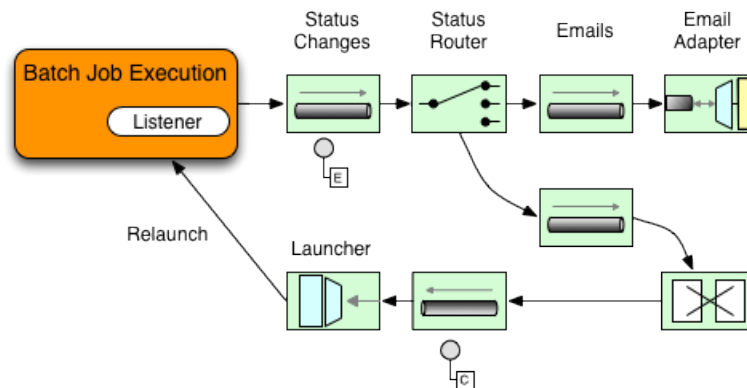 Status
Changes
Status
Router
Emails
Email
Adapter
Batch Job Execution
Listener
E
Relaunch
Launcher
C